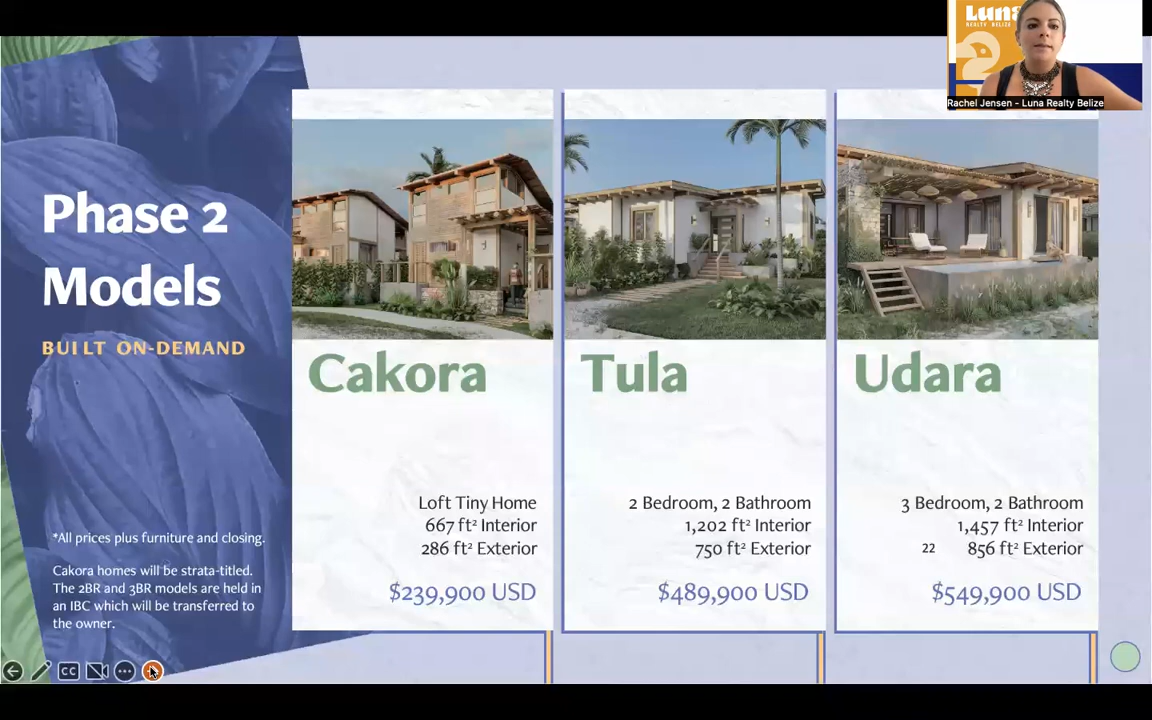 Luna
REALTY BELIZE
Rachel Jensen - Luna Realty Belize
Phase 2
Models
BUILT ON-DEMAND
*All prices plus furniture and closing.
Cakora homes will be strata-titled.
The 2BR and 3BR models are held in
an IBC which will be transferred to
the owner.
Cakora
Loft Tiny Home
667 ft² Interior
286 ft² Exterior
$239,900 USD
Tula
2 Bedroom, 2 Bathroom
1,202 ft² Interior
750 ft² Exterior
$489,900 USD
Udara
3 Bedroom, 2 Bathroom
1,457 ft² Interior
22 856 ft² Exterior
$549,900 USD
CC